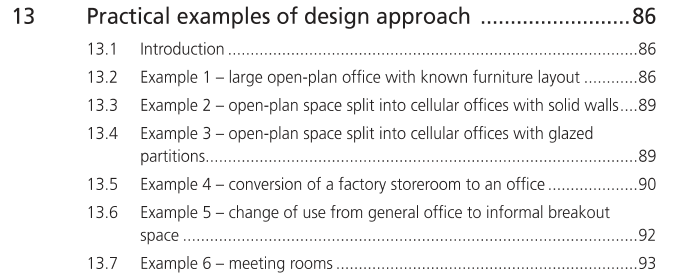 13 Practical examples of design approach ......................... 86
13.1 Introduction ................................................................................... 86
13.2 Example 1 – large open-plan office with known furniture layout ........... 86
13.3 Example 2 – open-plan space split into cellular offices with solid walls .... 89
13.4 Example 3 – open-plan space split into cellular offices with glazed
partitions........................................................................................ 89
13.5 Example 4 – conversion of a factory storeroom to an office .................. 90
13.6 Example 5 – change of use from general office to informal breakout
space ............................................................................................ 92
13.7 Example 6 – meeting rooms ............................................................. 93